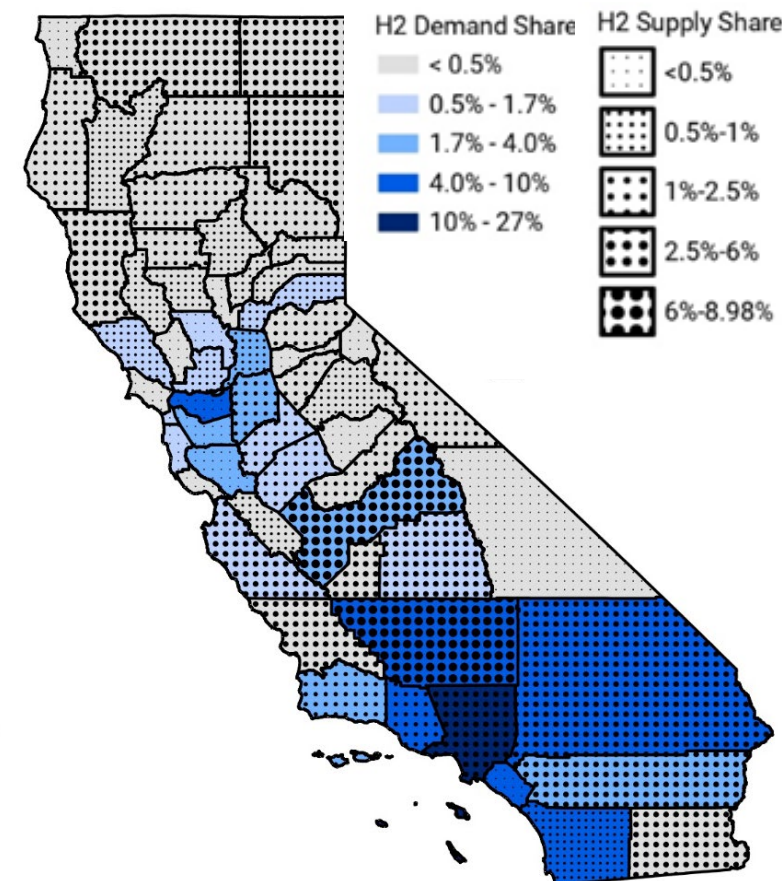 H2 Demand Share
< 0.5%
0.5% - 1.7%
1.7% - 4.0%
4.0% - 10%
10% - 27%
H2 Supply Share
<0.5%
0.5%-1%
1%-2.5%
2.5%-6%
6%-8.98%